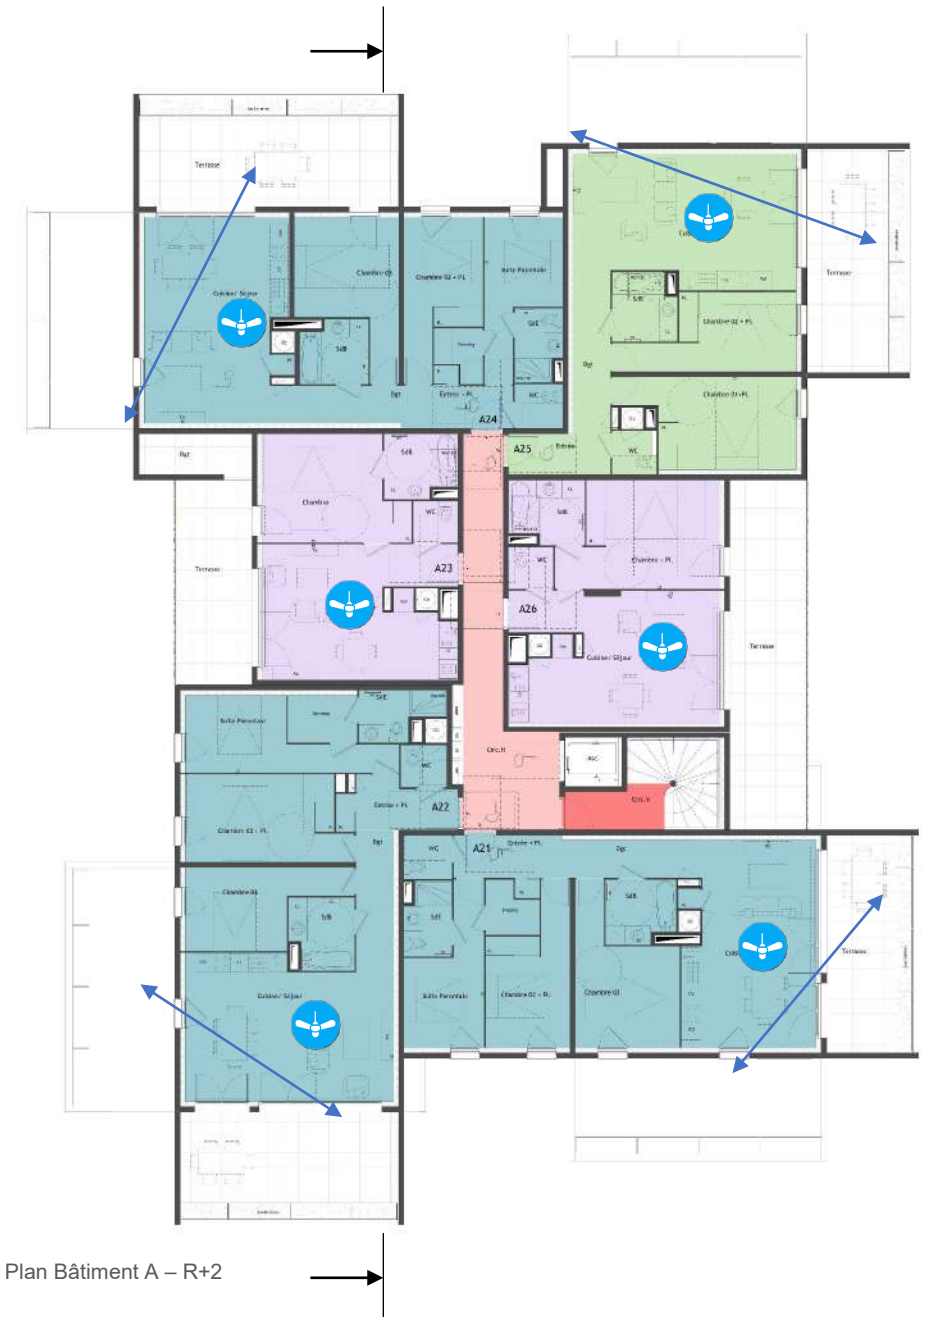 Terrasse
Terrasse
Chambre 03
Chambre 02 + Pl.
Suite Parentale
Cuisine/ Séjour
SdE
SdB
Dgt
Entrée + Pl.
WC
A24
SdB
Chambre 02 + Pl.
Dgt
Chambre 01+Pl.
A25
Entrée
WC
SdB
Chambre
WC
Terrasse
A23
SdB
WC
Chambre + Pl.
A26
Cuisine/ Séjour
Terrasse
Suite Parentale
SdE
WC
Circ.H
Asc
Circ.V
Entrée + Pl.
A22
Chambre 02 + Pl.
Dgt
WC
A21
Entrée + Pl.
Dgt
Chambre 03
SdB
SdE
SdB
Terrasse
Cuisine/ Séjour
Suite Parentale
Chambre 02 + Pl.
Chambre 03
Plan Bâtiment A – R+2